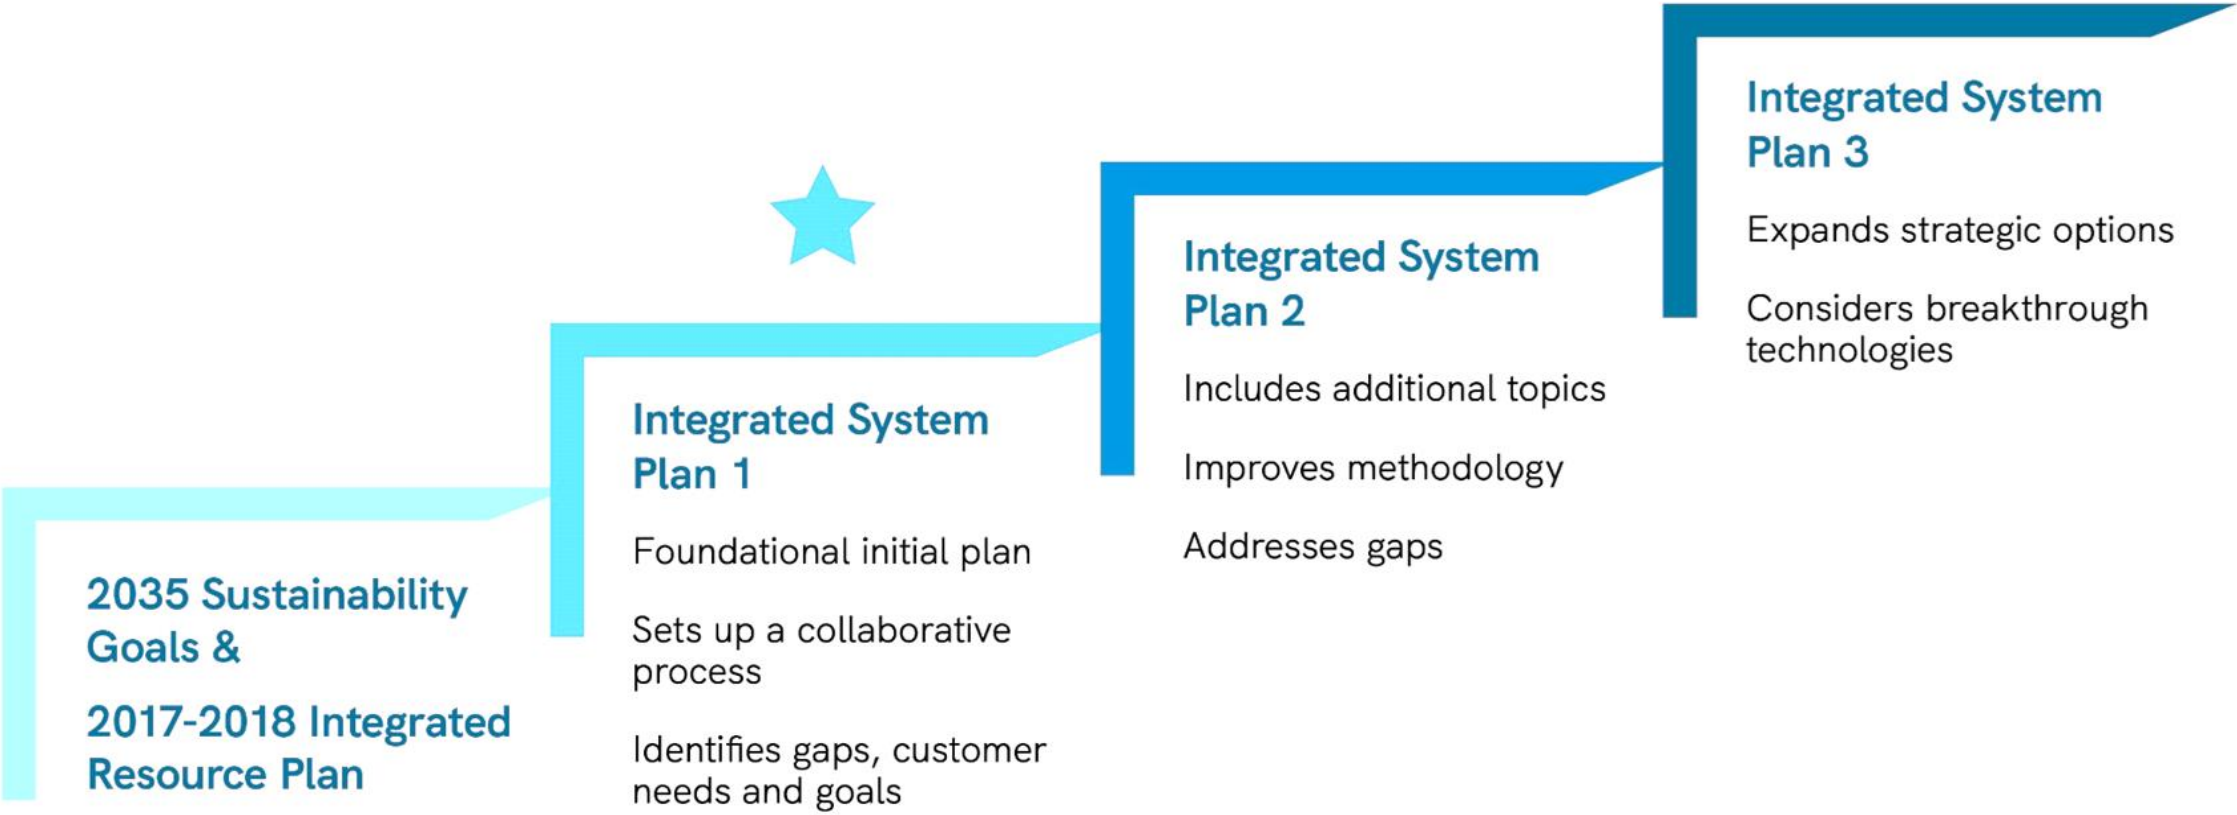 2035 Sustainability
Goals &
2017-2018 Integrated
Resource Plan
Integrated System
Plan 1
Foundational initial plan
Sets up a collaborative
process
Identifies gaps, customer
needs and goals
Integrated System
Plan 2
Includes additional topics
Improves methodology
Addresses gaps
Integrated System
Plan 3
Expands strategic options
Considers breakthrough
technologies